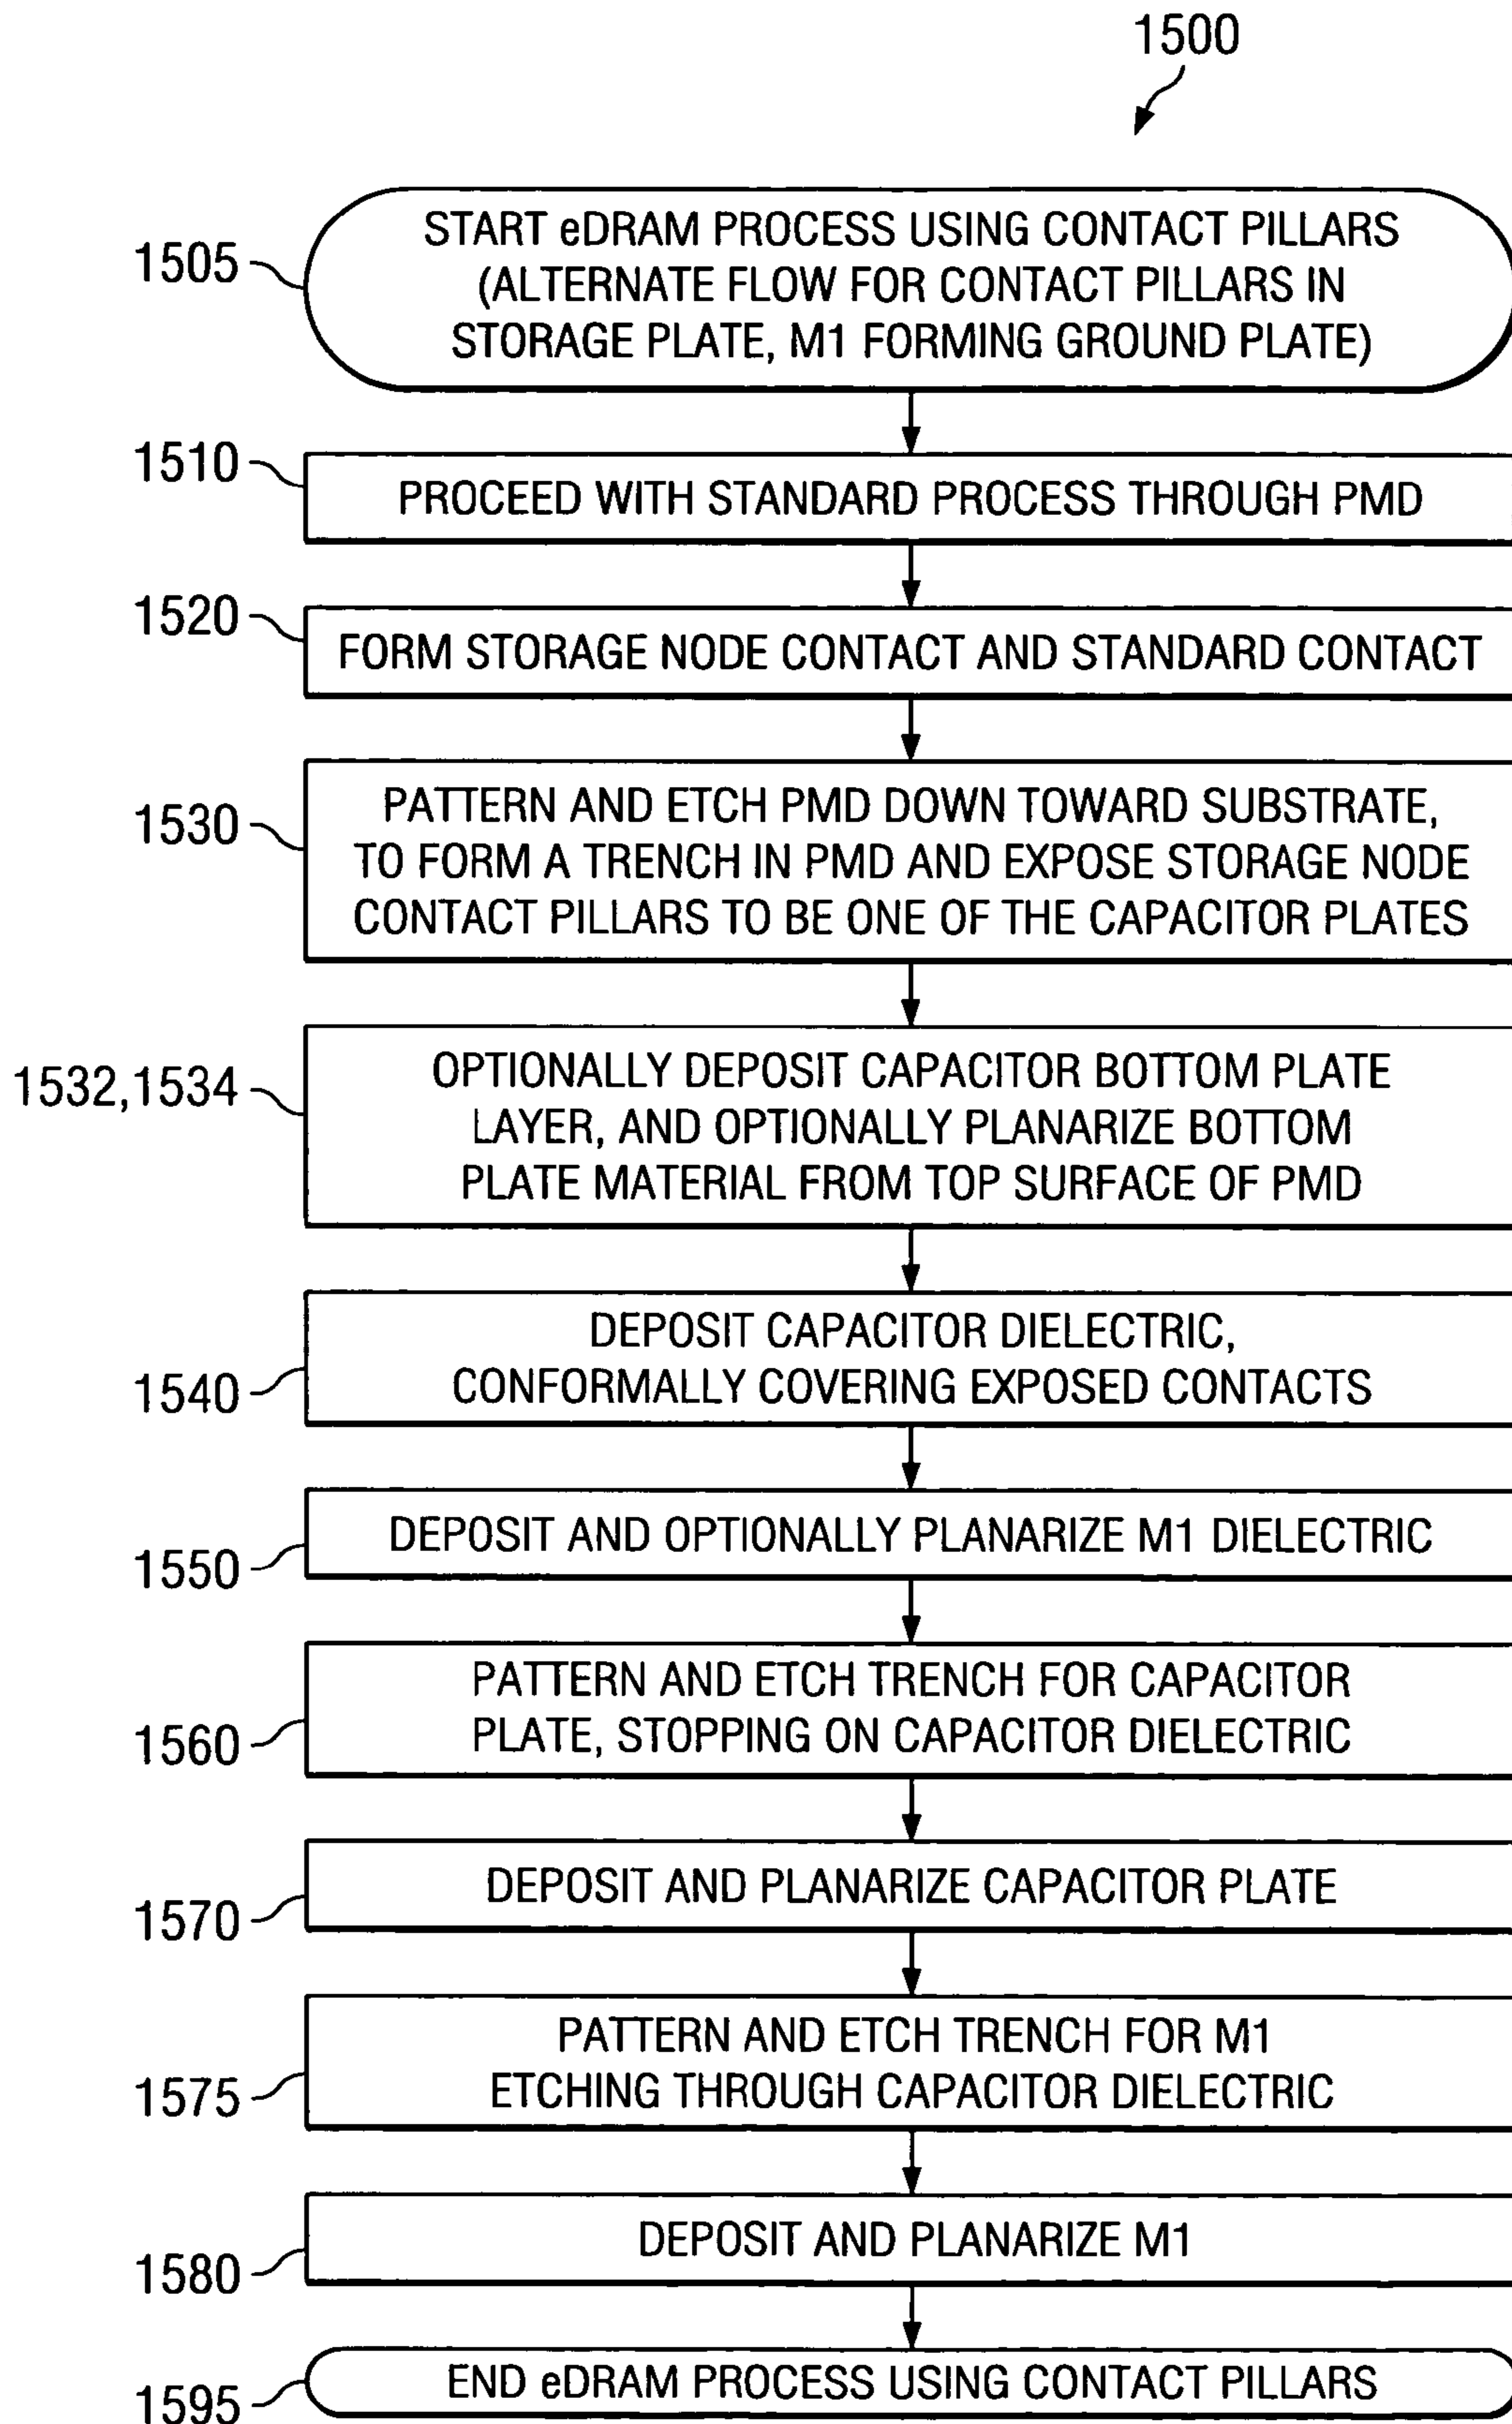 1500
1505
START eDRAM PROCESS USING CONTACT PILLARS
(ALTERNATE FLOW FOR CONTACT PILLARS IN
STORAGE PLATE, M1 FORMING GROUND PLATE)
1510
PROCEED WITH STANDARD PROCESS THROUGH PMD
1520
FORM STORAGE NODE CONTACT AND STANDARD CONTACT
1530
PATTERN AND ETCH PMD DOWN TOWARD SUBSTRATE,
TO FORM A TRENCH IN PMD AND EXPOSE STORAGE NODE
CONTACT PILLARS TO BE ONE OF THE CAPACITOR PLATES
1532,1534
OPTIONALLY DEPOSIT CAPACITOR BOTTOM PLATE
LAYER, AND OPTIONALLY PLANARIZE BOTTOM
PLATE MATERIAL FROM TOP SURFACE OF PMD
1540
DEPOSIT CAPACITOR DIELECTRIC,
CONFORMALLY COVERING EXPOSED CONTACTS
1550
DEPOSIT AND OPTIONALLY PLANARIZE M1 DIELECTRIC
1560
PATTERN AND ETCH TRENCH FOR CAPACITOR
PLATE, STOPPING ON CAPACITOR DIELECTRIC
1570
DEPOSIT AND PLANARIZE CAPACITOR PLATE
1575
PATTERN AND ETCH TRENCH FOR M1
ETCHING THROUGH CAPACITOR DIELECTRIC
1580
DEPOSIT AND PLANARIZE M1
1595
END eDRAM PROCESS USING CONTACT PILLARS